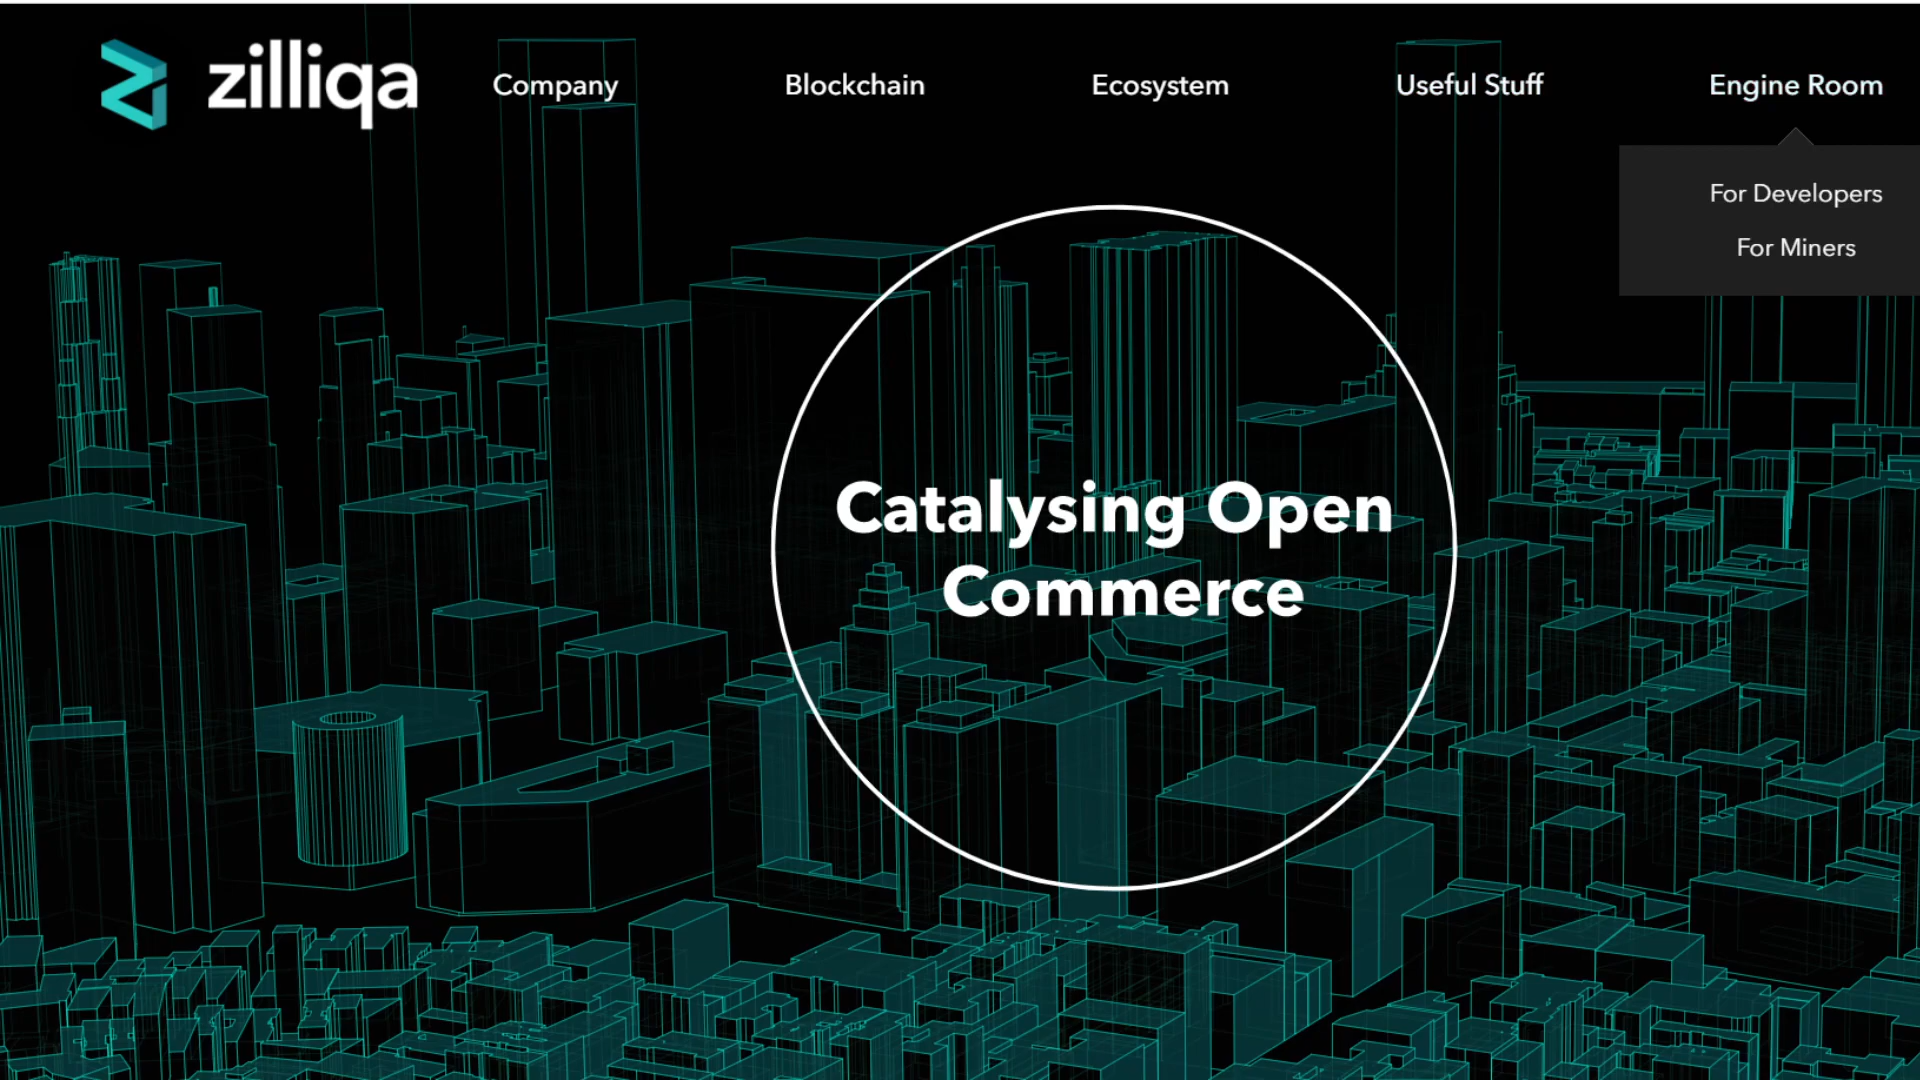 zilliqa
Company
Blockchain
Ecosystem
Useful Stuff
Engine Room
For Developers
For Miners
Catalysing Open
Commerce